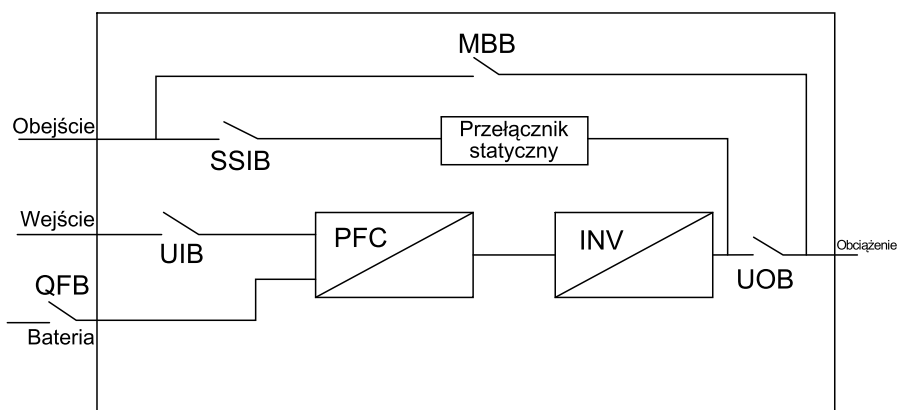 MBB
Obejście
SSIB
Przełącznik
statyczny
Wejście
UIB
PFC
INV
UOB
Obciążenie
QFB
Bateria